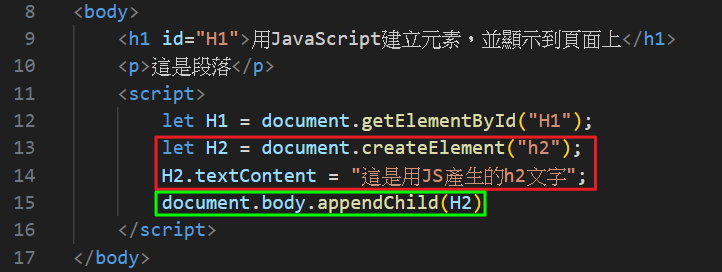 8 <body>
9 <h1 id="H1">用JavaScript建立元素，並顯示到頁面上</h1>
10 <p>這是段落</p>
11 <script>
12 let H1 = document.getElementById("H1");
13 let H2 = document.createElement("h2");
14 H2.textContent = "這是用JS產生的h2文字";
15 document.body.appendChild(H2)
16 </script>
17 </body>